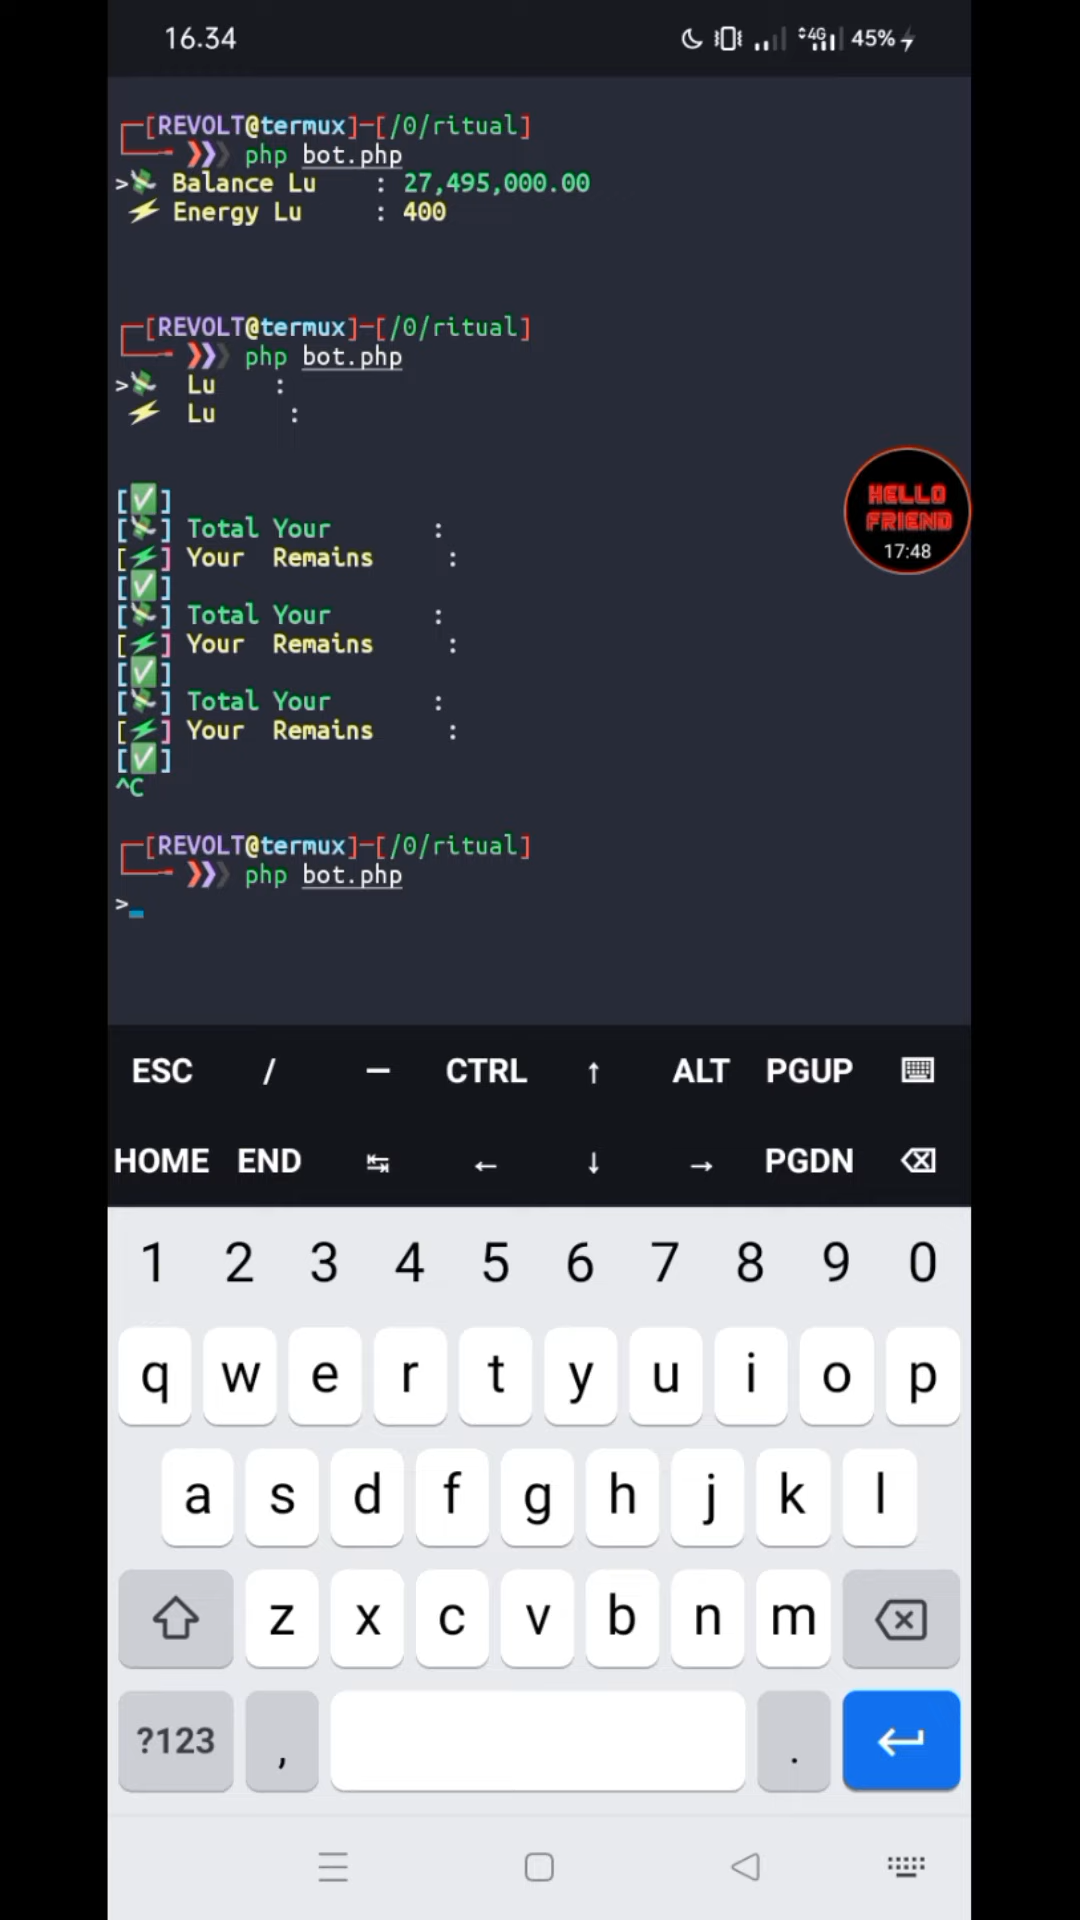 16.34
4G 45%
[REVOLT@termux]-[/0/ritual]
php bot.php
> Balance Lu : 27,495,000.00
Energy Lu : 400
[REVOLT@termux]-[/0/ritual]
php bot.php
> Lu :
Lu :
[✅]
[💸] Total Your :
[⚡] Your Remains :
[✅]
[💸] Total Your :
[⚡] Your Remains :
[✅]
[💸] Total Your :
[⚡] Your Remains :
[✅]
^C
[REVOLT@termux]-[/0/ritual]
php bot.php
>
HELLO
FRIEND
17:48
ESC / — CTRL ↑ ALT PGUP
HOME END ↹ ← ↓ → PGDN
1 2 3 4 5 6 7 8 9 0
q w e r t y u i o p
a s d f g h j k l
z x c v b n m
?123 , .